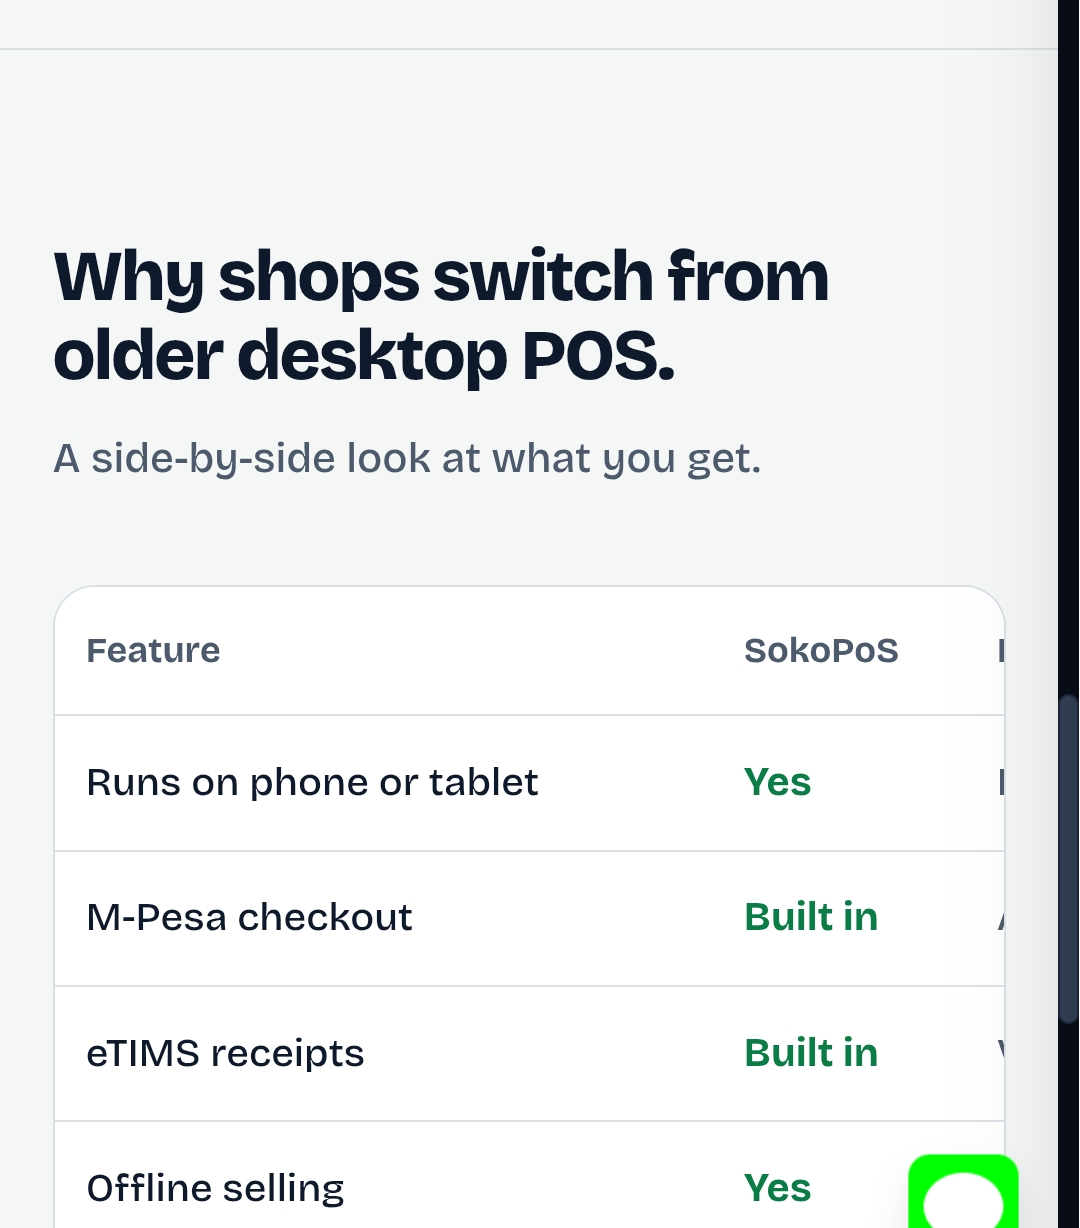 Why shops switch from
older desktop POS.
A side-by-side look at what you get.
Feature SokoPoS
Runs on phone or tablet Yes
M-Pesa checkout Built in
eTIMS receipts Built in
Offline selling Yes